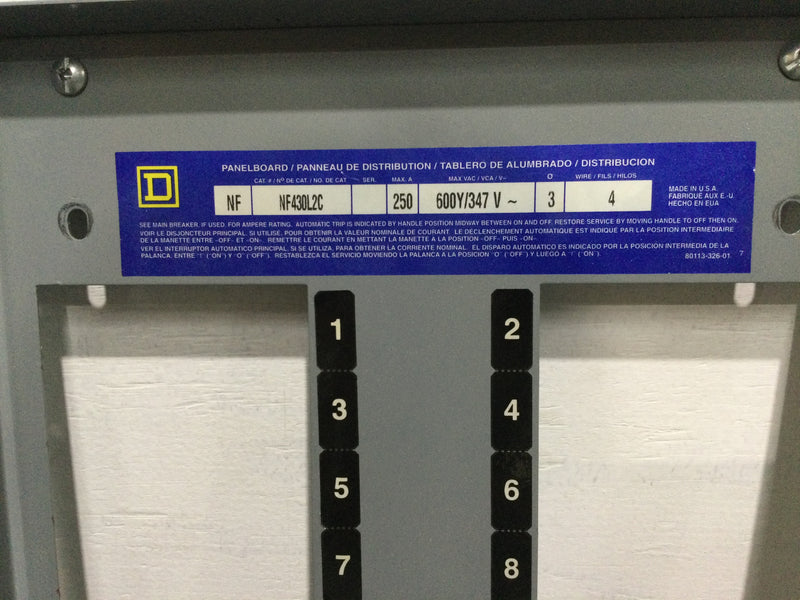 D
PANELBOARD / PANNEAU DE DISTRIBUTION / TABLERO DE ALUMBRADO / DISTRIBUCION
CAT. # / Nº DE CAT. / NO. DE CAT. SER. MAX. A MAX VAC / VCA / V~ Ø WIRE / FILS / HILOS
NF NF430L2C 250 600Y/347 V ~ 3 4
MADE IN U.S.A.
FABRIQUÉ AUX E.-U.
HECHO EN EUA
SEE MAIN BREAKER, IF USED, FOR AMPERE RATING. AUTOMATIC TRIP IS INDICATED BY HANDLE POSITION MIDWAY BETWEEN ON AND OFF. RESTORE SERVICE BY MOVING HANDLE TO OFF THEN ON.
VOIR LE DISJONCTEUR PRINCIPAL, SI UTILISÉ, POUR OBTENIR LA VALEUR NOMINALE DE COURANT. LE DÉCLENCHEMENT AUTOMATIQUE EST INDIQUÉ PAR UNE POSITION INTERMÉDIAIRE
DE LA MANETTE ENTRE -OFF- ET -ON-. REMETTRE LE COURANT EN METTANT LA MANETTE À LA POSITION -OFF- PUIS -ON-.
VER EL INTERRUPTOR AUTOMATICO PRINCIPAL, SI SE UTILIZA, PARA OBTENER LA CORRIENTE NOMINAL. EL DISPARO AUTOMATICO ES INDICADO POR LA POSICION INTERMEDIA DE LA
PALANCA, ENTRE "I" ("ON") Y "O" ("OFF"). RESTABLEZCA EL SERVICIO MOVIENDO LA PALANCA A LA POSICION "O" ("OFF") Y LUEGO A "I" ("ON").
80113-326-01
1 2
3 4
5 6
7 8